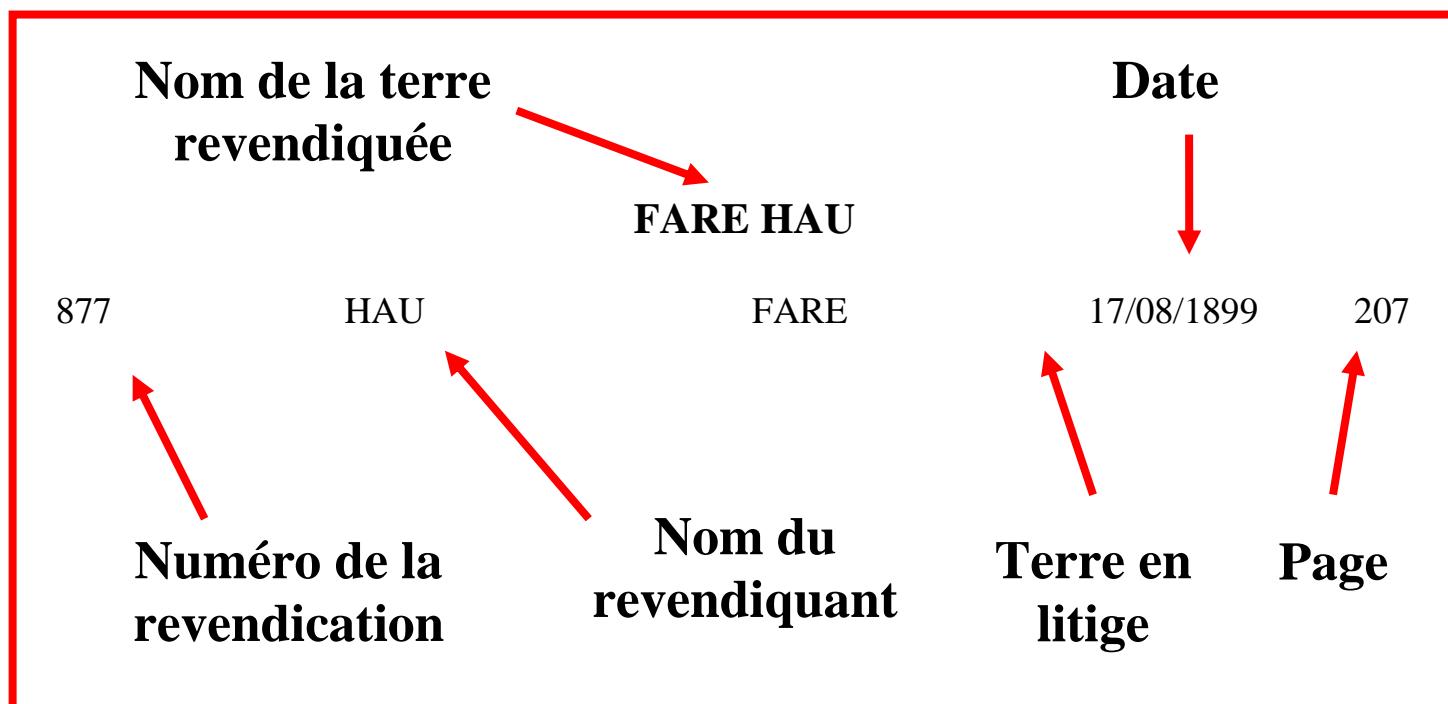 Nom de la terre
revendiquée
Date
FARE HAU
877 HAU FARE 17/08/1899 207
Numéro de la
revendication
Nom du
revendiquant
Terre en
litige
Page